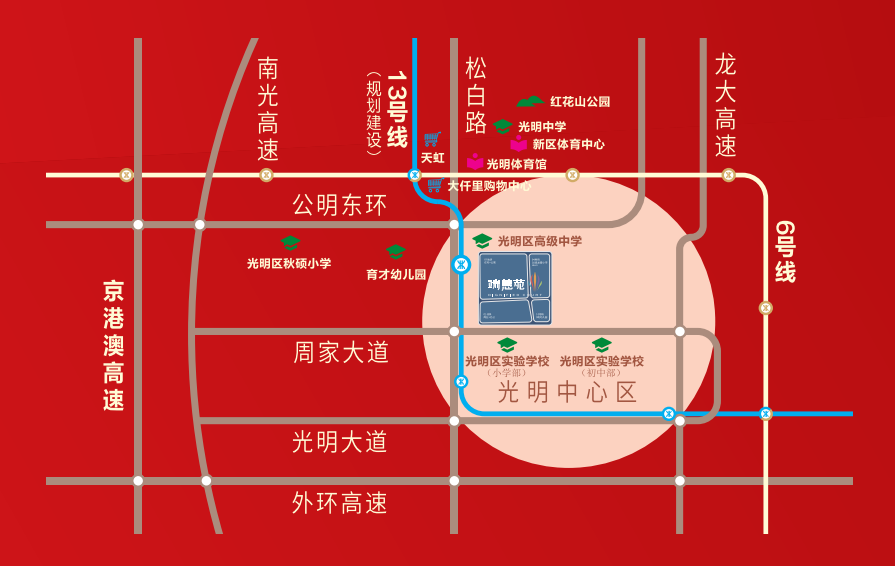 南光高速
13号线
（规划建设）
松白路
龙大高速
红花山公园
光明中学
新区体育中心
天虹
光明体育馆
大仟里购物中心
公明东环
6号线
光明区高级中学
光明区秋硕小学
育才幼儿园
京港澳高速
周家大道
光明区实验学校
（小学部）
光明区实验学校
（初中部）
光明中心区
光明大道
外环高速